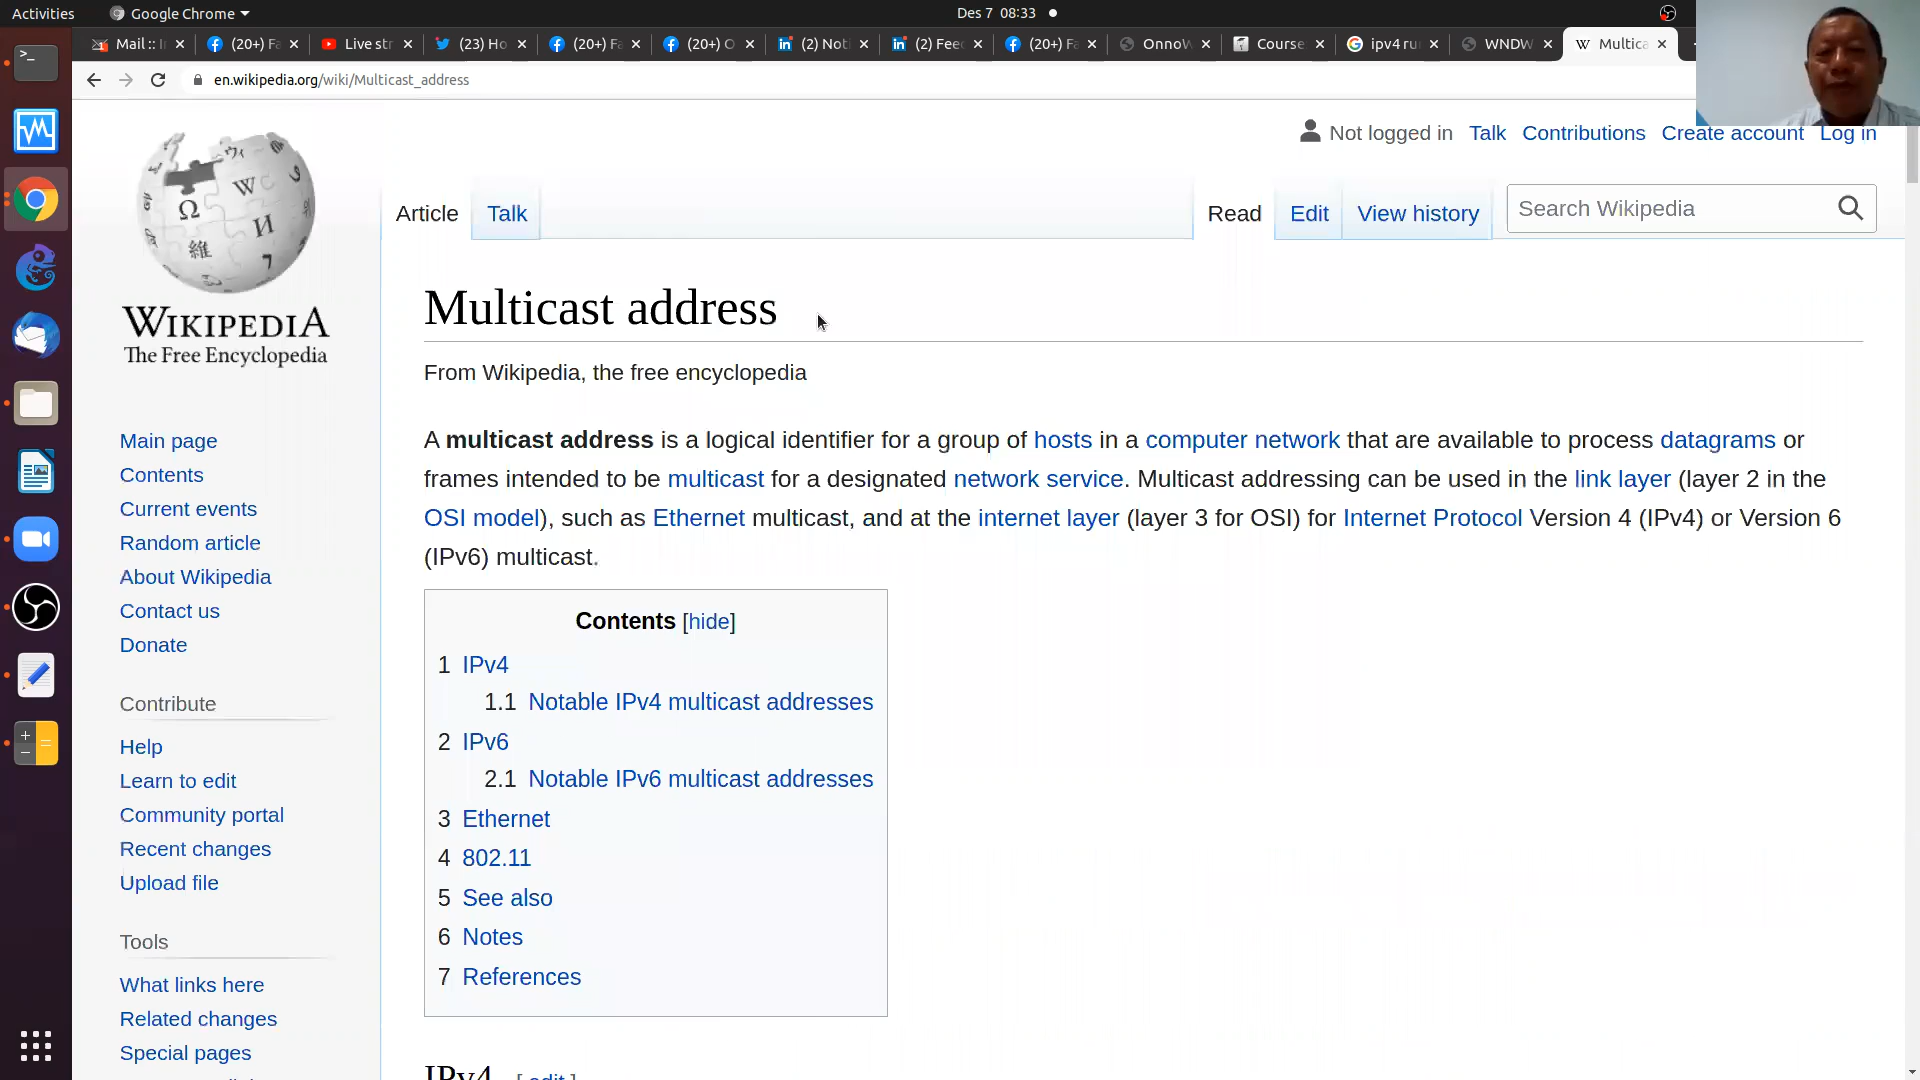 Activities
Google Chrome
Des 7 08:33
Mail :: I
(20+) Fa
Live str
(23) Ho
(20+) Fa
(20+) O
(2) Noti
(2) Feed
(20+) Fa
OnnoW
Course
ipv4 ru
WNDW
Multica
en.wikipedia.org/wiki/Multicast_address
Not logged in Talk Contributions Create account Log in
Article Talk Read Edit View history Search Wikipedia
WIKIPEDIA
The Free Encyclopedia
Main page
Contents
Current events
Random article
About Wikipedia
Contact us
Donate
Contribute
Help
Learn to edit
Community portal
Recent changes
Upload file
Tools
What links here
Related changes
Special pages
Multicast address
From Wikipedia, the free encyclopedia
A multicast address is a logical identifier for a group of hosts in a computer network that are available to process datagrams or
frames intended to be multicast for a designated network service. Multicast addressing can be used in the link layer (layer 2 in the
OSI model), such as Ethernet multicast, and at the internet layer (layer 3 for OSI) for Internet Protocol Version 4 (IPv4) or Version 6
(IPv6) multicast.
Contents [hide]
1 IPv4
1.1 Notable IPv4 multicast addresses
2 IPv6
2.1 Notable IPv6 multicast addresses
3 Ethernet
4 802.11
5 See also
6 Notes
7 References
IPv4 [ edit ]